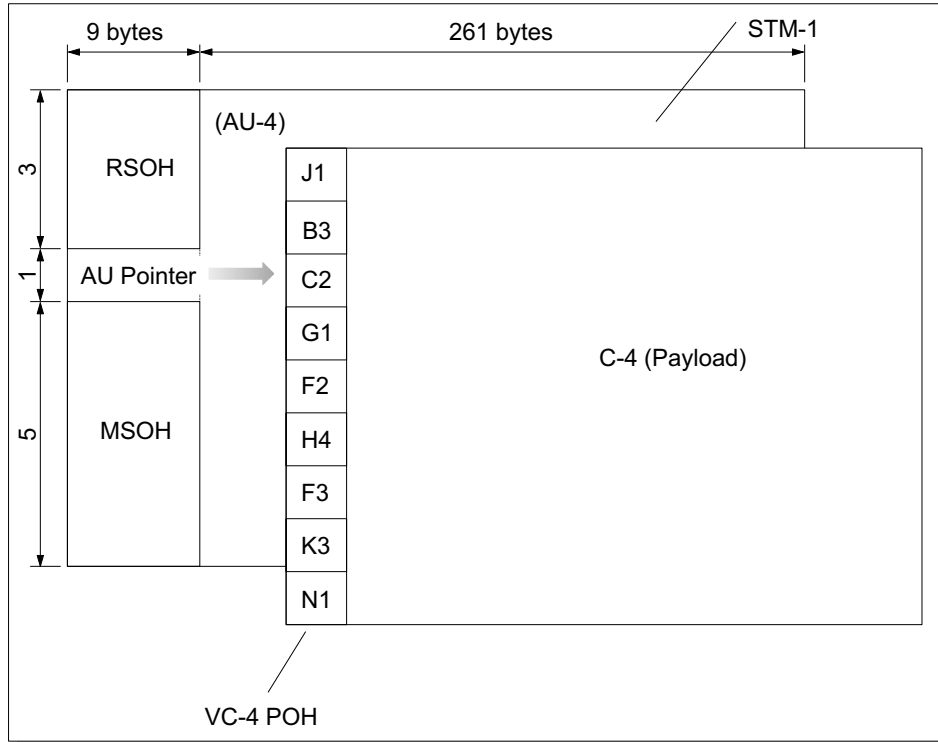 9 bytes
261 bytes
STM-1
(AU-4)
3
RSOH
J1
B3
1
AU Pointer
C2
G1
C-4 (Payload)
F2
5
MSOH
H4
F3
K3
N1
VC-4 POH